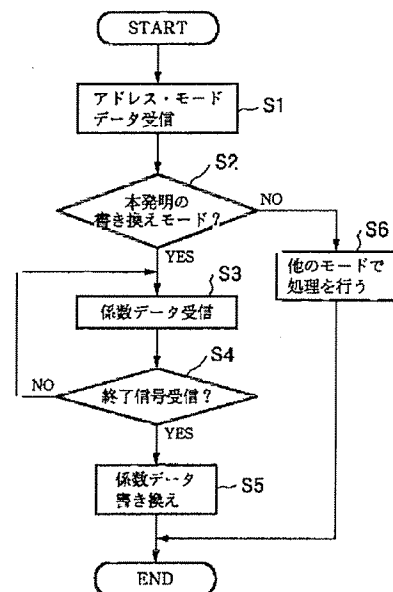 START
アドレス・モード
データ受信
S1
S2
本発明の
書き換えモード？
NO
YES
S6
他のモードで
処理を行う
S3
係数データ受信
S4
NO
終了信号受信？
YES
係数データ
書き換え
S5
END